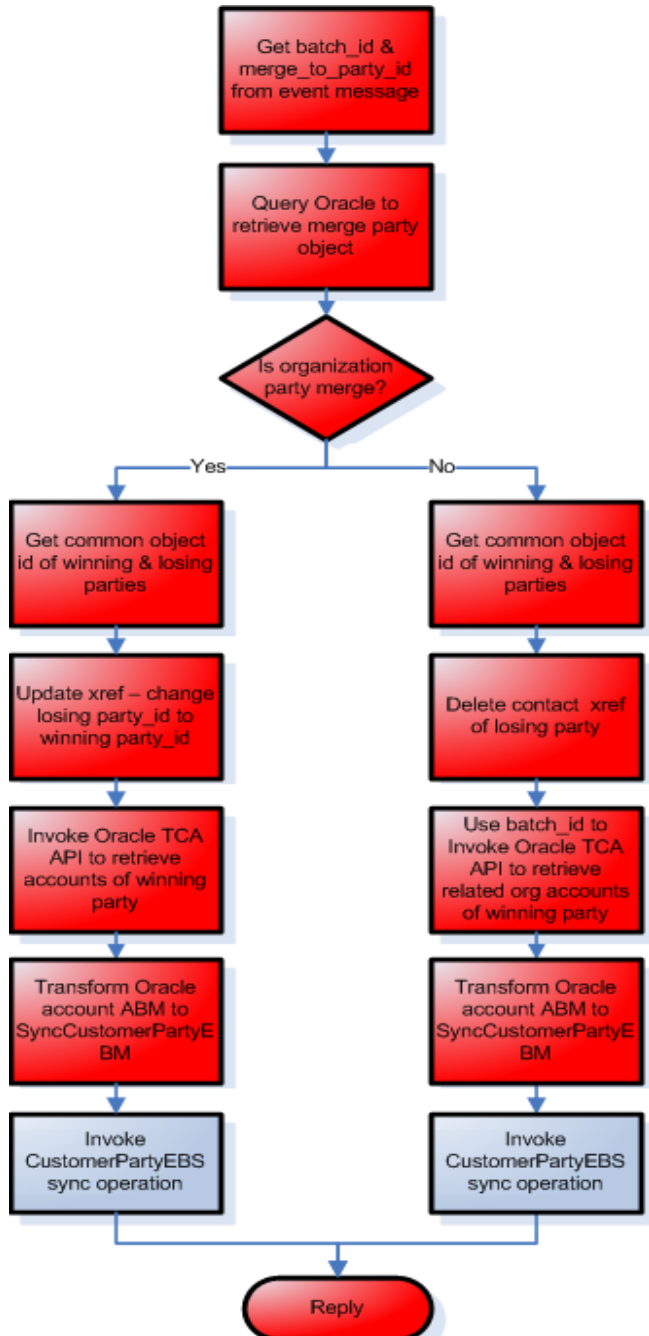 Get batch_id &
merge_to_party_id
from event message
Query Oracle to
retrieve merge party
object
Is organization
party merge?
Yes
No
Get common object
id of winning & losing
parties
Update xref – change
losing party_id to
winning party_id
Invoke Oracle TCA
API to retrieve
accounts of winning
party
Transform Oracle
account ABM to
SyncCustomerPartyE
BM
Invoke
CustomerPartyEBS
sync operation
Get common object
id of winning & losing
parties
Delete contact xref
of losing party
Use batch_id to
Invoke Oracle TCA
API to retrieve
related org accounts
of winning party
Transform Oracle
account ABM to
SyncCustomerPartyE
BM
Invoke
CustomerPartyEBS
sync operation
Reply